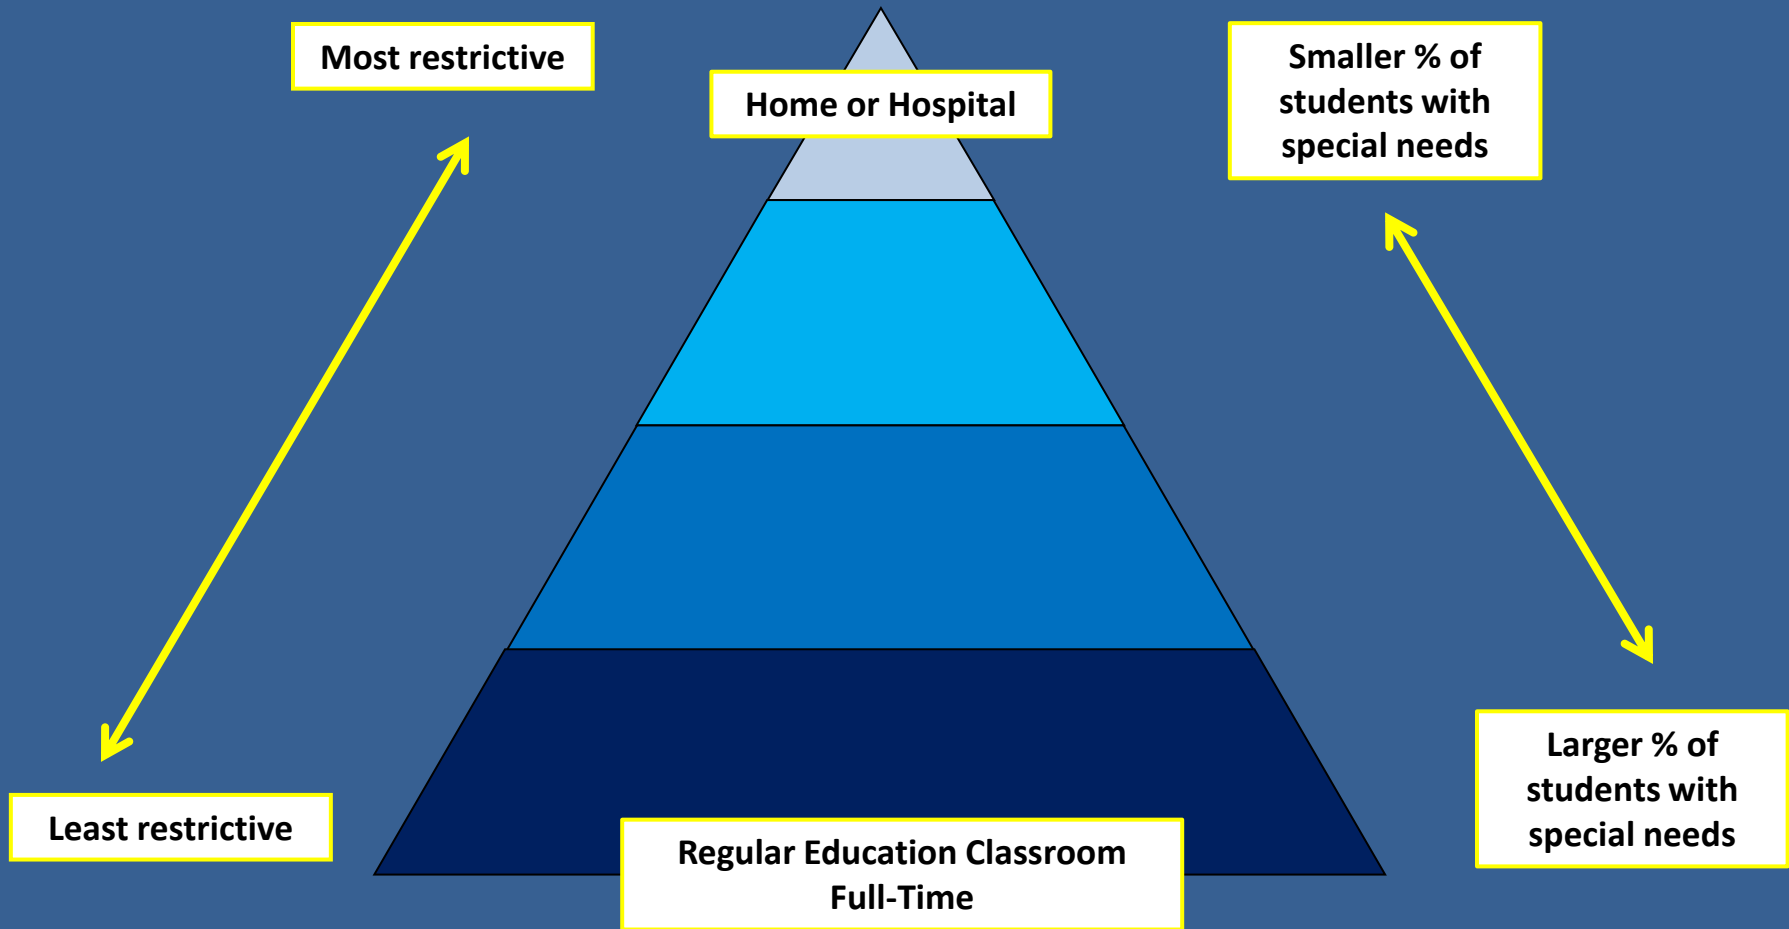 Most restrictive
Home or Hospital
Smaller % of
students with
special needs
Least restrictive
Regular Education Classroom
Full-Time
Larger % of
students with
special needs